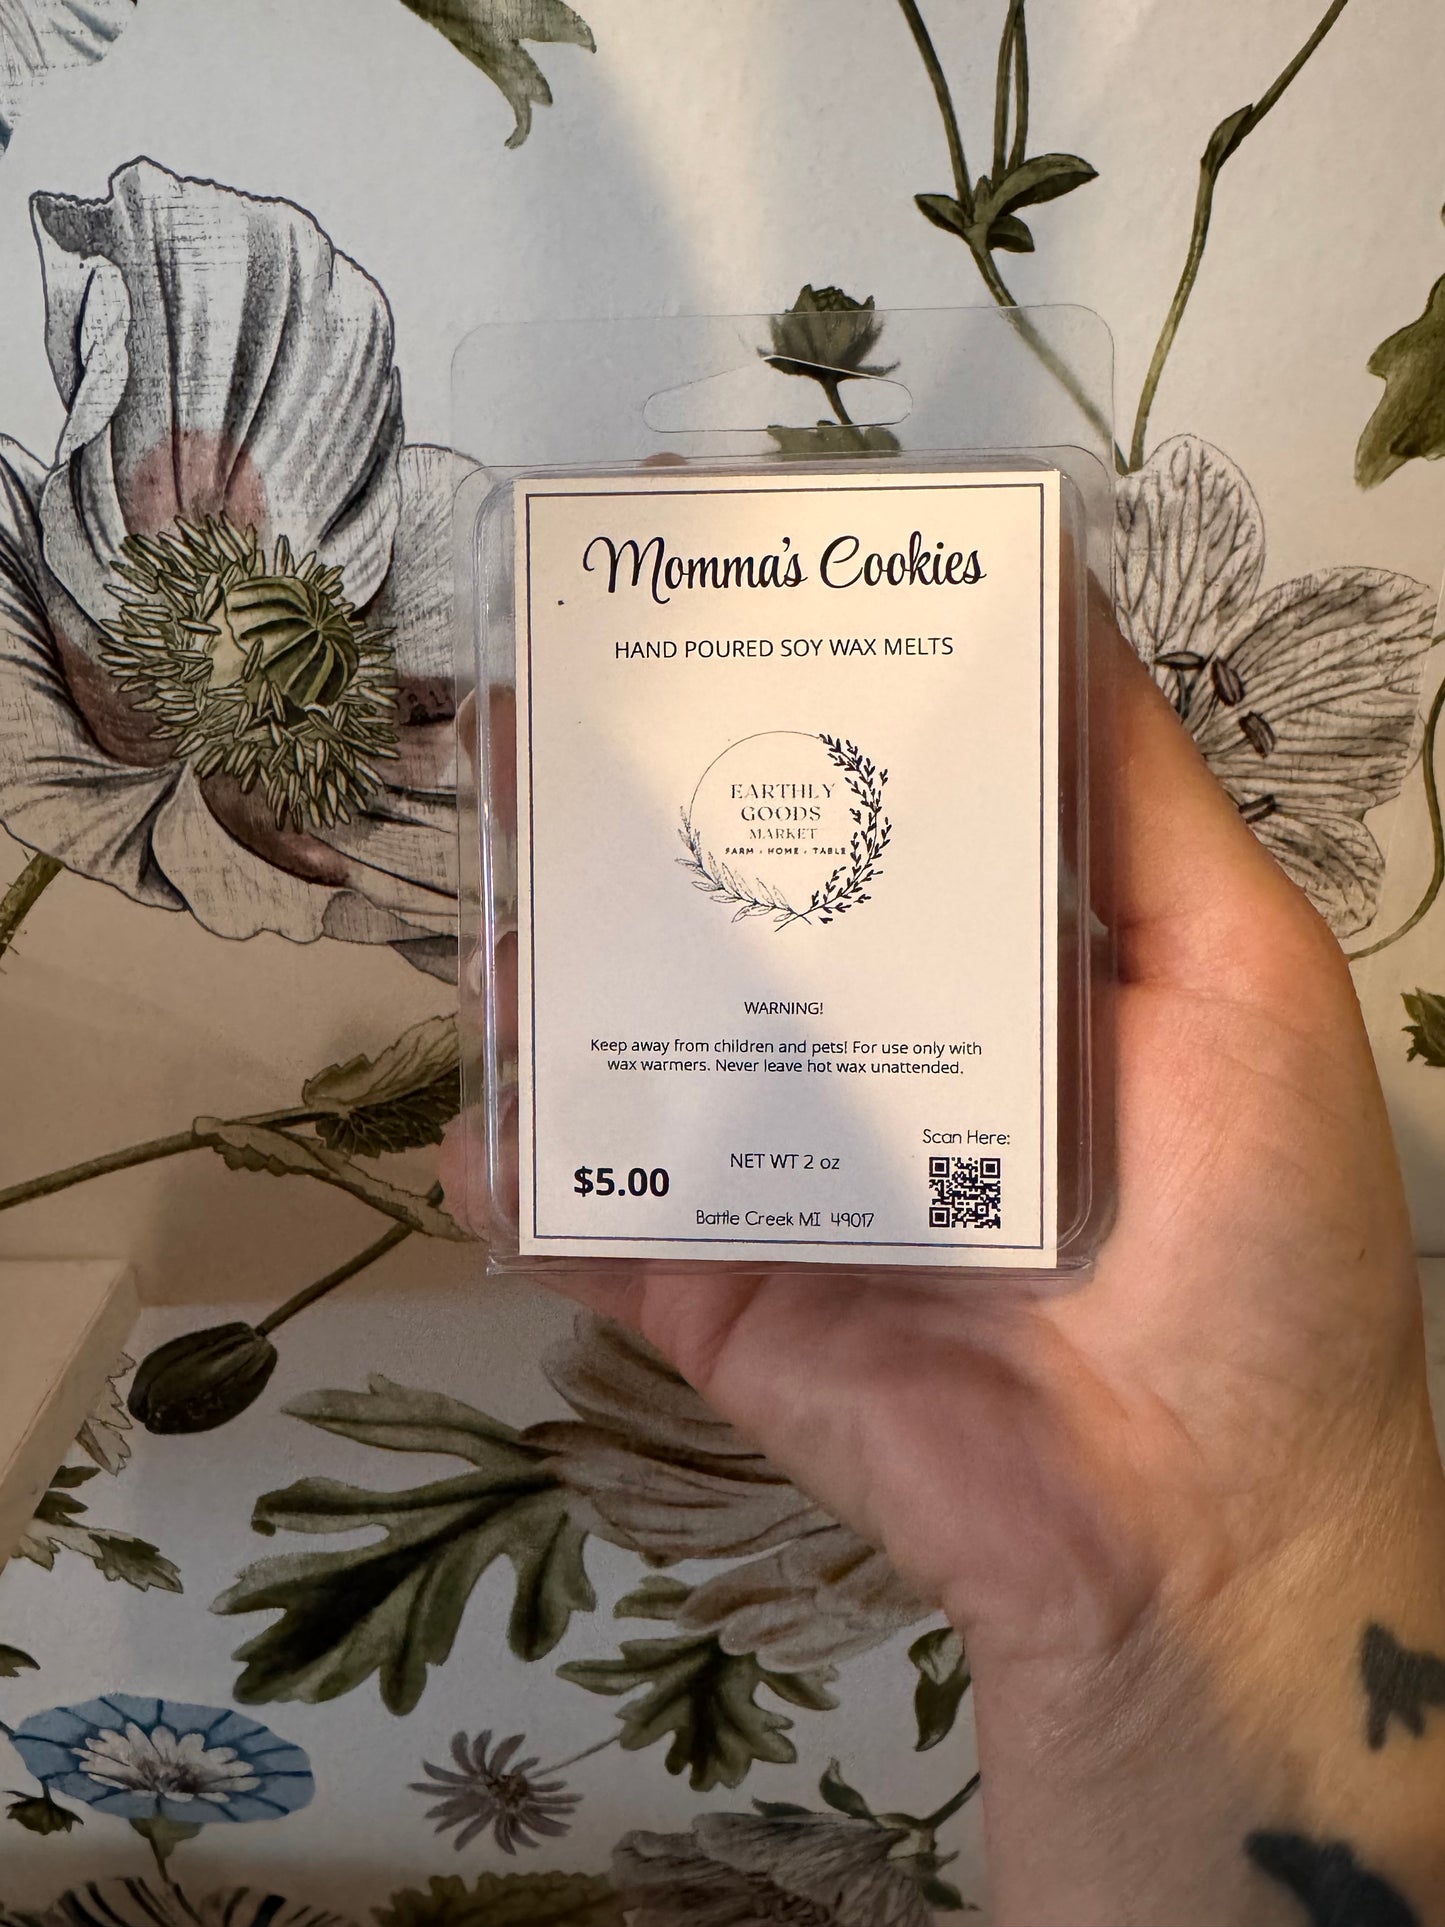 Momma's Cookies
HAND POURED SOY WAX MELTS
EARTHLY
GOODS
MARKET
FARM • HOME • TABLE
WARNING!
Keep away from children and pets! For use only with
wax warmers. Never leave hot wax unattended.
Scan Here:
NET WT 2 oz
$5.00
Battle Creek MI 49017